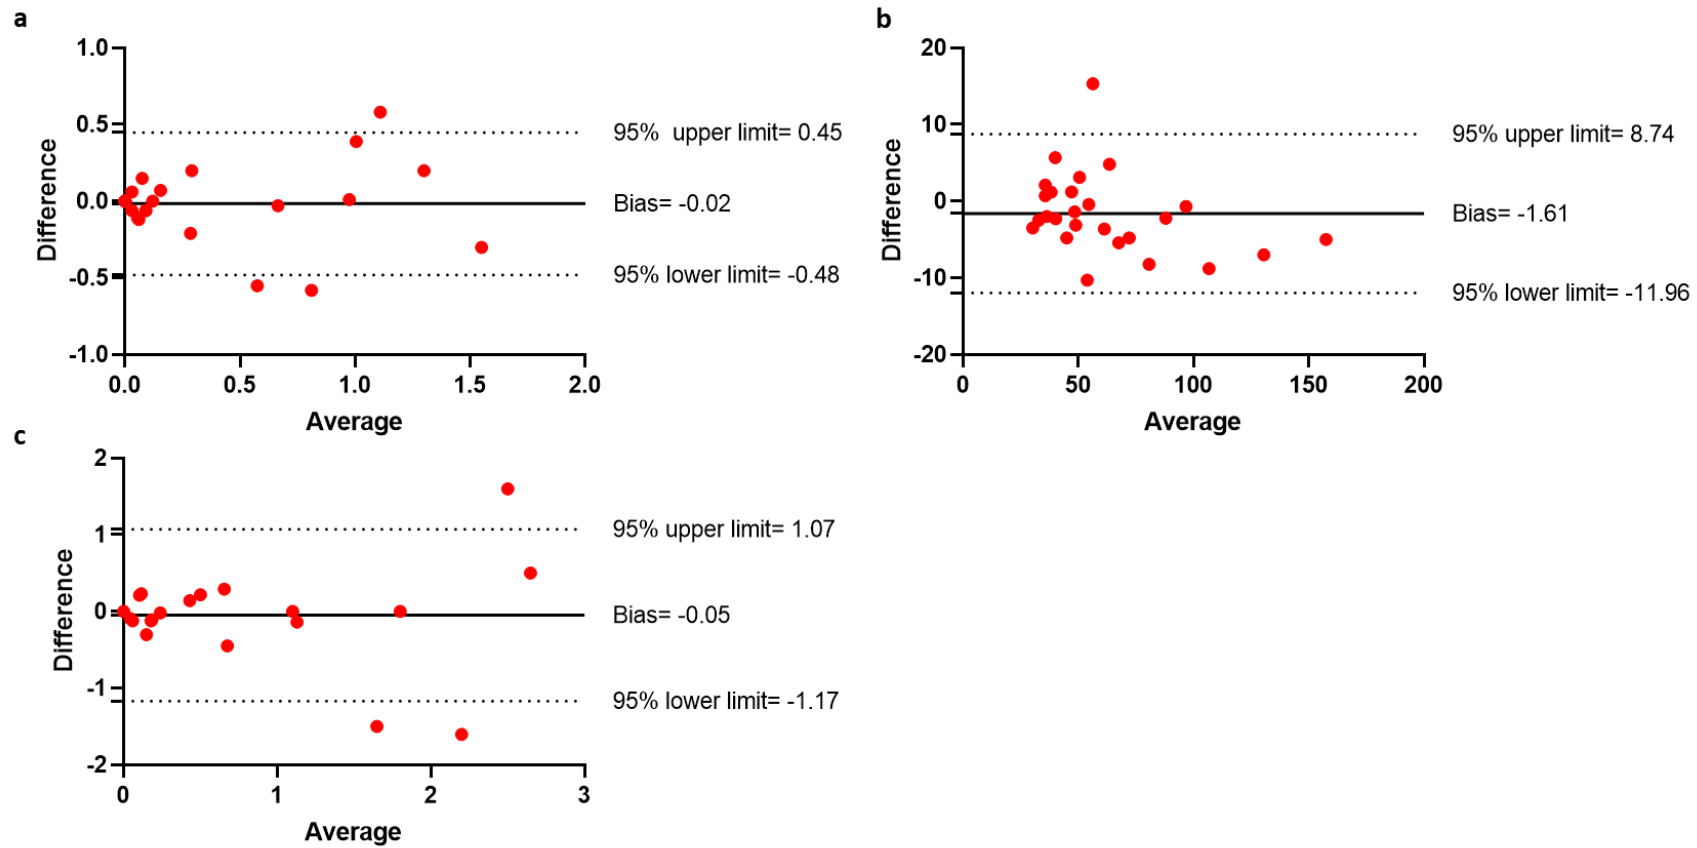 a
1.0
0.5
0.0
-0.5
-1.0
Difference
0.0 0.5 1.0 1.5 2.0
Average
95% upper limit= 0.45
Bias= -0.02
95% lower limit= -0.48
b
20
10
0
-10
-20
Difference
0 50 100 150 200
Average
95% upper limit= 8.74
Bias= -1.61
95% lower limit= -11.96
c
2
1
0
-1
-2
Difference
0 1 2 3
Average
95% upper limit= 1.07
Bias= -0.05
95% lower limit= -1.17